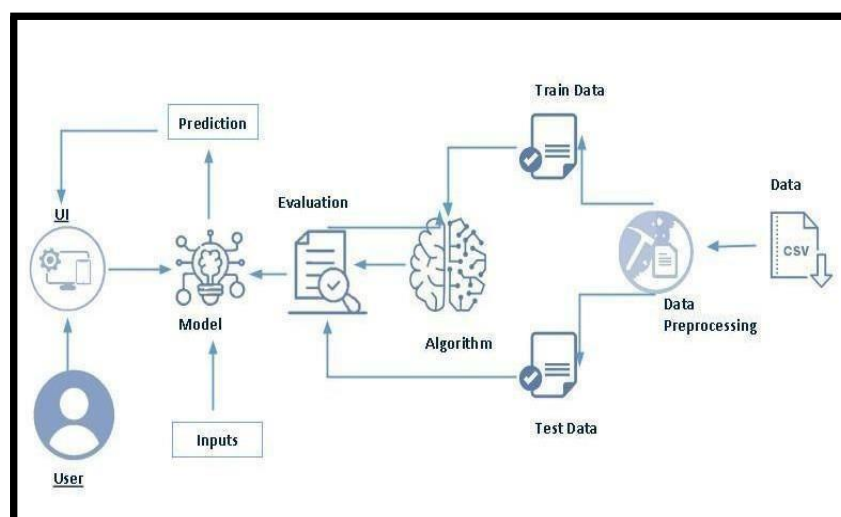 Train Data
Prediction
Evaluation
Data
UI
CSV
Model
Algorithm
Data
Preprocessing
Inputs
Test Data
User